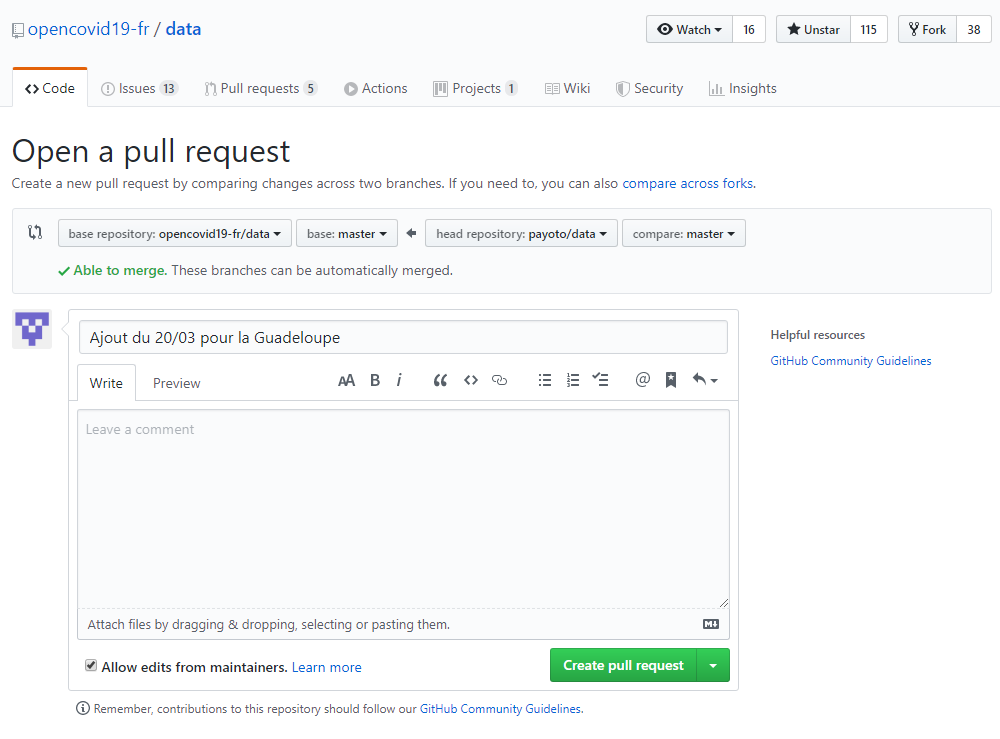 opencovid19-fr / data
Watch 16 Unstar 115 Fork 38
Code Issues 13 Pull requests 5 Actions Projects 1 Wiki Security Insights
Open a pull request
Create a new pull request by comparing changes across two branches. If you need to, you can also compare across forks.
base repository: opencovid19-fr/data base: master head repository: payoto/data compare: master
Able to merge. These branches can be automatically merged.
Ajout du 20/03 pour la Guadeloupe
Helpful resources
GitHub Community Guidelines
Write Preview
Leave a comment
Attach files by dragging & dropping, selecting or pasting them.
Allow edits from maintainers. Learn more
Create pull request
Remember, contributions to this repository should follow our GitHub Community Guidelines.